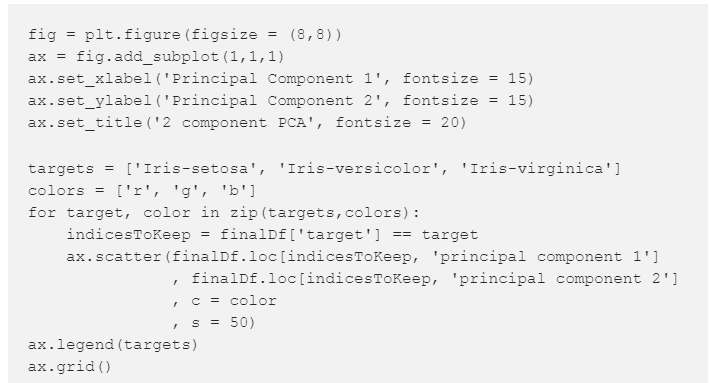 fig = plt.figure(figsize = (8,8))
ax = fig.add_subplot(1,1,1)
ax.set_xlabel('Principal Component 1', fontsize = 15)
ax.set_ylabel('Principal Component 2', fontsize = 15)
ax.set_title('2 component PCA', fontsize = 20)

targets = ['Iris-setosa', 'Iris-versicolor', 'Iris-virginica']
colors = ['r', 'g', 'b']
for target, color in zip(targets,colors):
    indicesToKeep = finalDf['target'] == target
    ax.scatter(finalDf.loc[indicesToKeep, 'principal component 1']
               , finalDf.loc[indicesToKeep, 'principal component 2']
               , c = color
               , s = 50)
ax.legend(targets)
ax.grid()